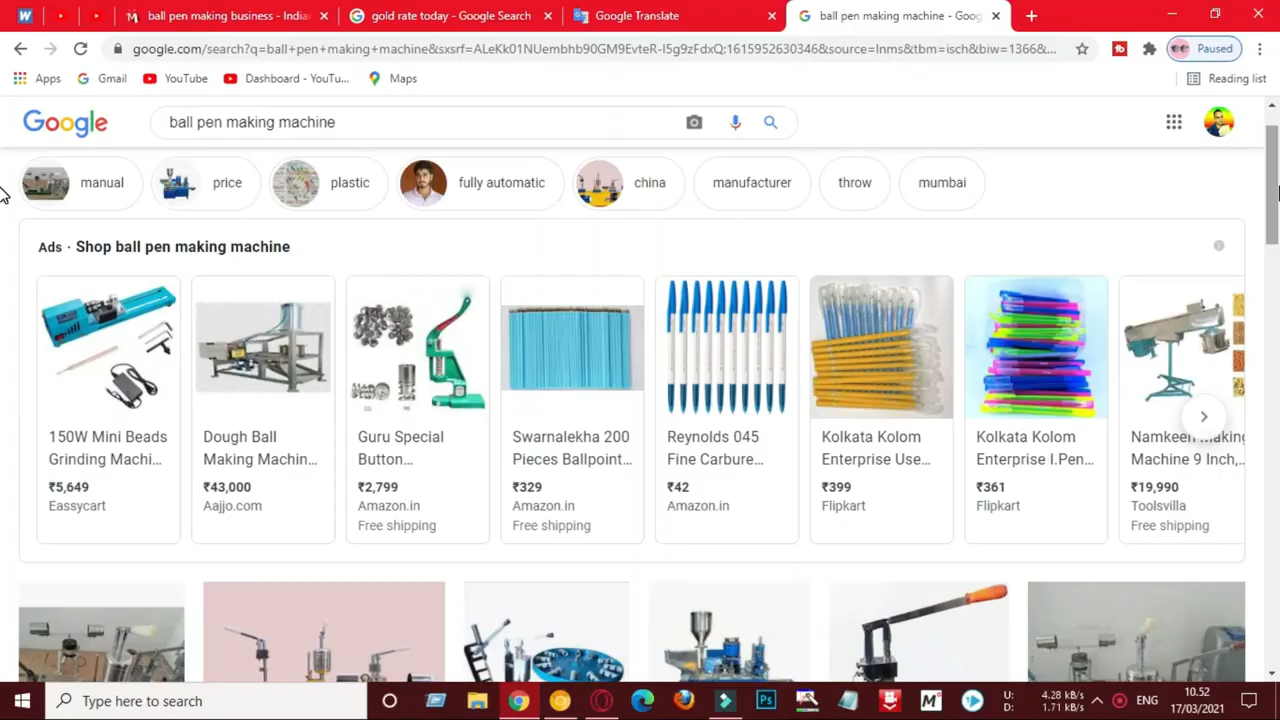 ball pen making business - Indian
gold rate today - Google Search
Google Translate
ball pen making machine - Goog
google.com/search?q=ball+pen+making+machine&sxsrf=ALeKk01NUembhb90GM9EvteR-I5g9zFdxQ:1615952630346&source=lnms&tbm=isch&biw=1366&...
Paused
Apps
Gmail
YouTube
Dashboard - YouTu...
Maps
Reading list
Google
ball pen making machine
manual
price
plastic
fully automatic
china
manufacturer
throw
mumbai
Ads · Shop ball pen making machine
150W Mini Beads
Grinding Machi...
₹5,649
Eassycart
Dough Ball
Making Machin...
₹43,000
Aajjo.com
Guru Special
Button...
₹2,799
Amazon.in
Free shipping
Swarnalekha 200
Pieces Ballpoint...
₹329
Amazon.in
Free shipping
Reynolds 045
Fine Carbure...
₹42
Amazon.in
Kolkata Kolom
Enterprise Use...
₹399
Flipkart
Kolkata Kolom
Enterprise I.Pen...
₹361
Flipkart
Namkeen Making
Machine 9 Inch,...
₹19,990
Toolsvilla
Free shipping
Type here to search
U: 4.28 kB/s
D: 1.71 kB/s
ENG
10.52
17/03/2021